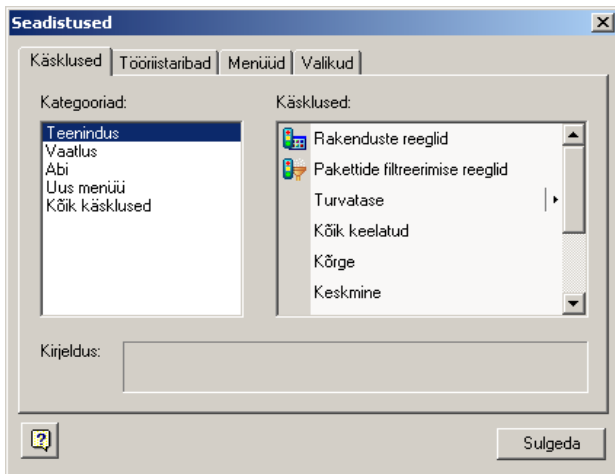 Seadistused
Käsklused Tööriistaribad Menüüd Valikud
Kategooriad:
Teenindus
Vaatlus
Abi
Uus menüü
Kõik käsklused
Käsklused:
Rakenduste reeglid
Pakettide filtreerimise reeglid
Turvatase
Kõik keelatud
Kõrge
Keskmine
Kirjeldus:
Sulgeda